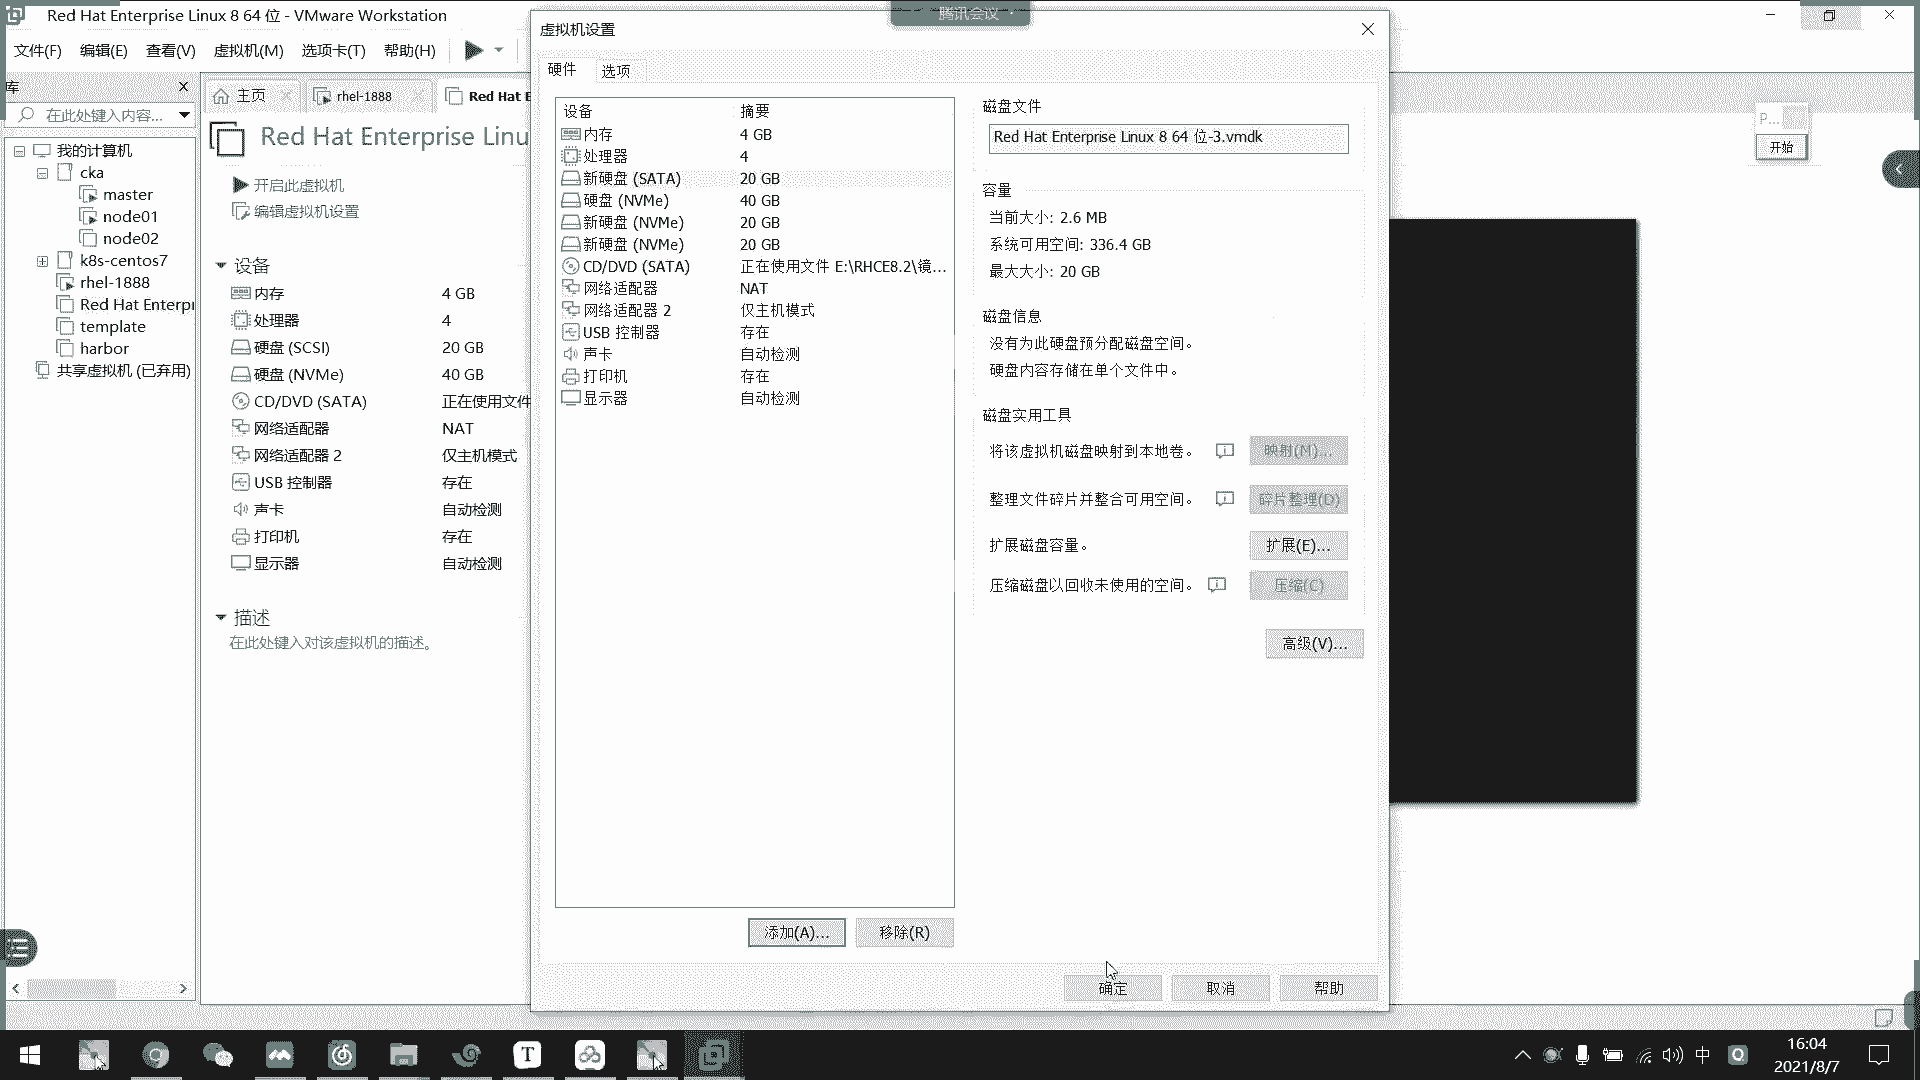 Red Hat Enterprise Linux 8 64 位 - VMware Workstation
腾讯会议
文件(F) 编辑(E) 查看(V) 虚拟机(M) 选项卡(T) 帮助(H)
库
在此处键入内容...
我的计算机
cka
master
node01
node02
k8s-centos7
rhel-1888
Red Hat Enterpr
template
harbor
共享虚拟机 (已弃用)
主页
rhel-1888
Red Hat E
Red Hat Enterprise Linu
开启此虚拟机
编辑虚拟机设置
设备
内存 4 GB
处理器 4
硬盘 (SCSI) 20 GB
硬盘 (NVMe) 40 GB
CD/DVD (SATA) 正在使用文件
网络适配器 NAT
网络适配器 2 仅主机模式
USB 控制器 存在
声卡 自动检测
打印机 存在
显示器 自动检测
描述
在此处键入对该虚拟机的描述。
虚拟机设置
硬件 选项
设备 摘要
内存 4 GB
处理器 4
新硬盘 (SATA) 20 GB
硬盘 (NVMe) 40 GB
新硬盘 (NVMe) 20 GB
新硬盘 (NVMe) 20 GB
CD/DVD (SATA) 正在使用文件 E:\RHCE8.2\镜...
网络适配器 NAT
网络适配器 2 仅主机模式
USB 控制器 存在
声卡 自动检测
打印机 存在
显示器 自动检测
添加(A)... 移除(R)
磁盘文件
Red Hat Enterprise Linux 8 64 位-3.vmdk
容量
当前大小: 2.6 MB
系统可用空间: 336.4 GB
最大大小: 20 GB
磁盘信息
没有为此硬盘预分配磁盘空间。
硬盘内容存储在单个文件中。
磁盘实用工具
将该虚拟机磁盘映射到本地卷。 映射(M)...
整理文件碎片并整合可用空间。 碎片整理(D)
扩展磁盘容量。 扩展(E)...
压缩磁盘以回收未使用的空间。 压缩(C)
高级(V)...
确定 取消 帮助
P...
开始
T
中
16:04
2021/8/7